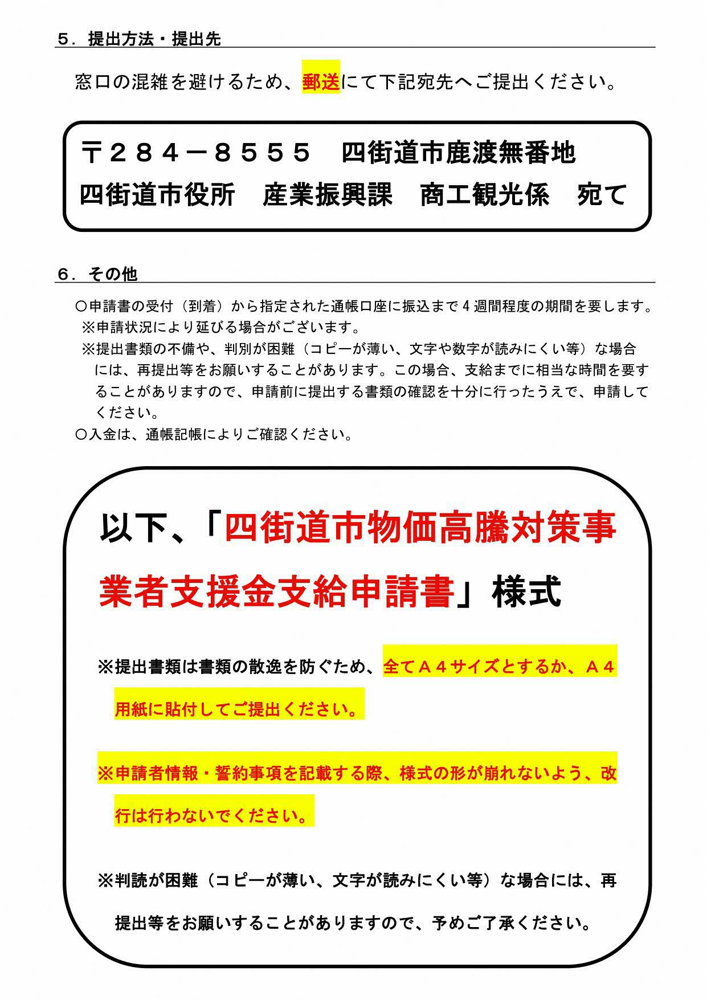 ５．提出方法・提出先
窓口の混雑を避けるため、郵送にて下記宛先へご提出ください。
〒２８４－８５５５　四街道市鹿渡無番地
四街道市役所　産業振興課　商工観光係　宛て
６．その他
○申請書の受付（到着）から指定された通帳口座に振込まで４週間程度の期間を要します。
※申請状況により延びる場合がございます。
※提出書類の不備や、判別が困難（コピーが薄い、文字や数字が読みにくい等）な場合
には、再提出等をお願いすることがあります。この場合、支給までに相当な時間を要す
ることがありますので、申請前に提出する書類の確認を十分に行ったうえで、申請して
ください。
○入金は、通帳記帳によりご確認ください。
以下、「四街道市物価高騰対策事
業者支援金支給申請書」様式
※提出書類は書類の散逸を防ぐため、全てＡ４サイズとするか、Ａ４
用紙に貼付してご提出ください。
※申請者情報・誓約事項を記載する際、様式の形が崩れないよう、改
行は行わないでください。
※判読が困難（コピーが薄い、文字が読みにくい等）な場合には、再
提出等をお願いすることがありますので、予めご了承ください。